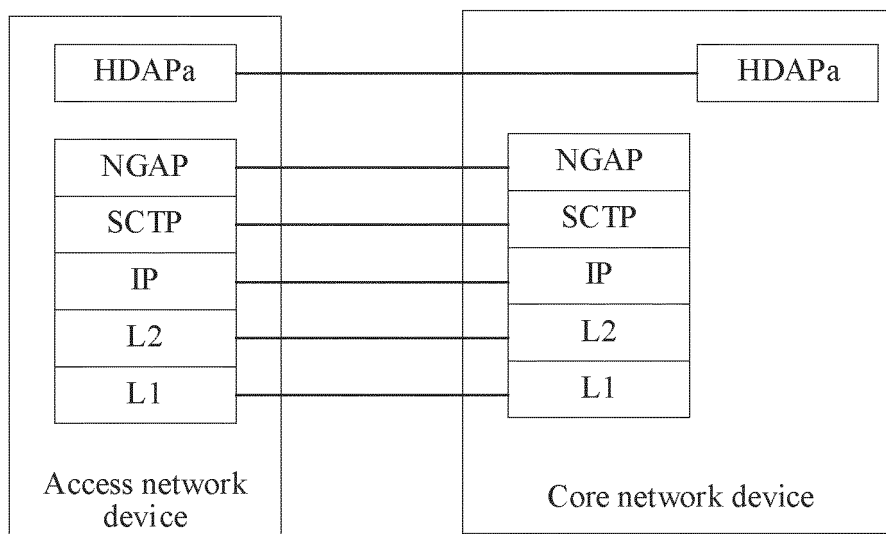 HDAPa
HDAPa
NGAP
SCTP
IP
L2
L1
NGAP
SCTP
IP
L2
L1
Access network
device
Core network device